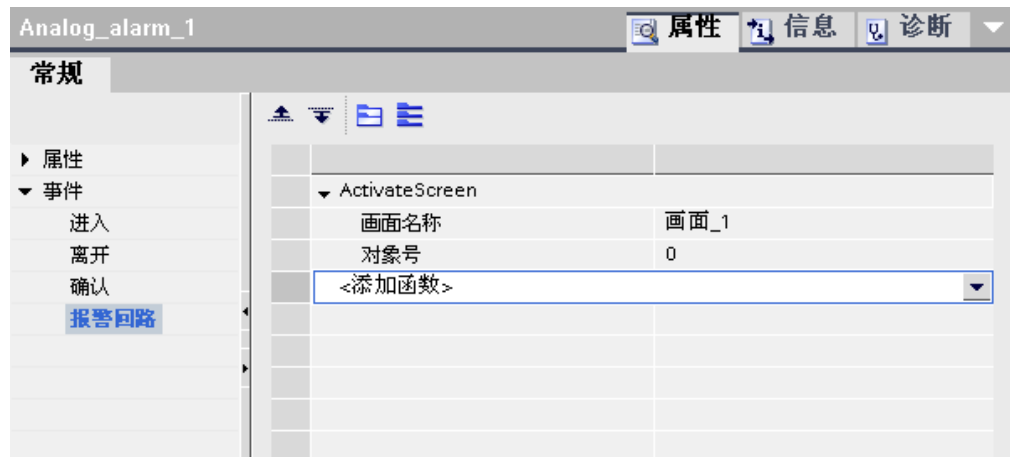 Analog_alarm_1 属性 信息 诊断
常规
属性
事件
ActivateScreen
进入
画面名称 画面_1
离开
对象号 0
确认
<添加函数>
报警回路